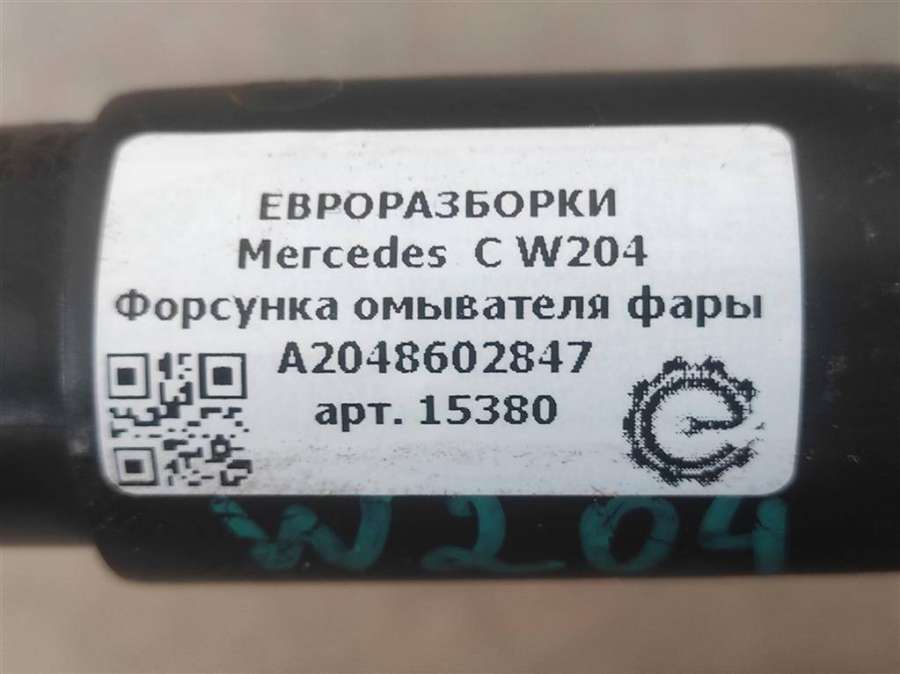 ЕВРОРАЗБОРКИ
Mercedes C W204
Форсунка омывателя фары
A2048602847
арт. 15380
W204